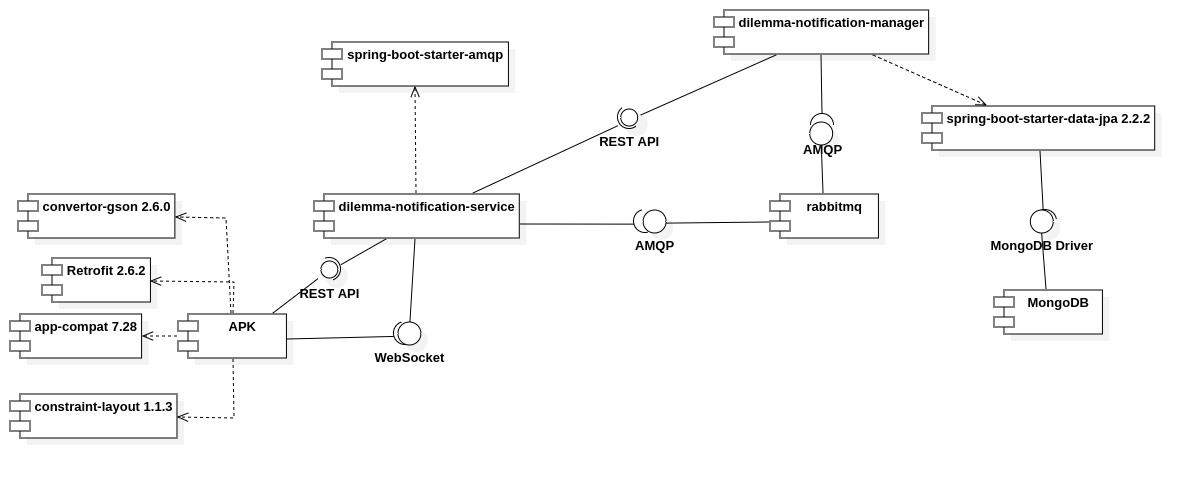 dilemma-notification-manager
spring-boot-starter-amqp
spring-boot-starter-data-jpa 2.2.2
REST API
AMQP
convertor-gson 2.6.0
dilemma-notification-service
rabbitmq
AMQP
MongoDB Driver
Retrofit 2.6.2
REST API
MongoDB
app-compat 7.28
APK
WebSocket
constraint-layout 1.1.3